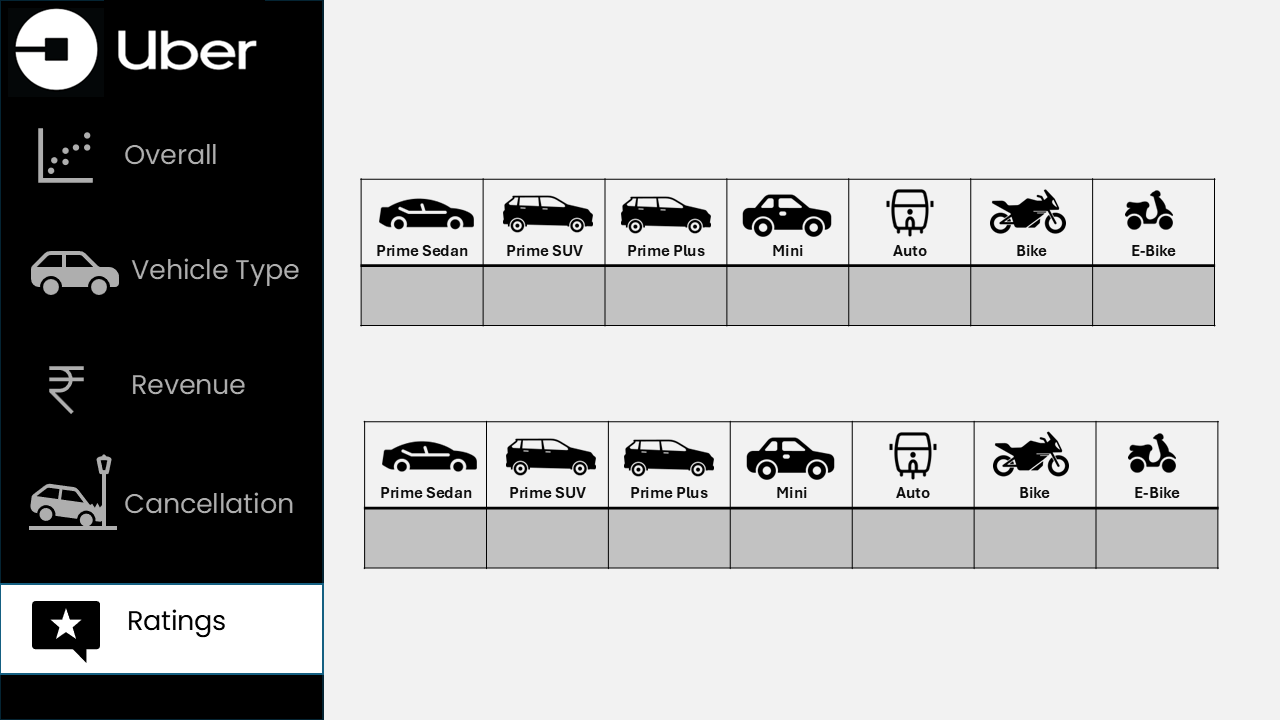 Uber
Overall
Vehicle Type
Revenue
Cancellation
Ratings
Prime Sedan Prime SUV Prime Plus Mini Auto Bike E-Bike
Prime Sedan Prime SUV Prime Plus Mini Auto Bike E-Bike